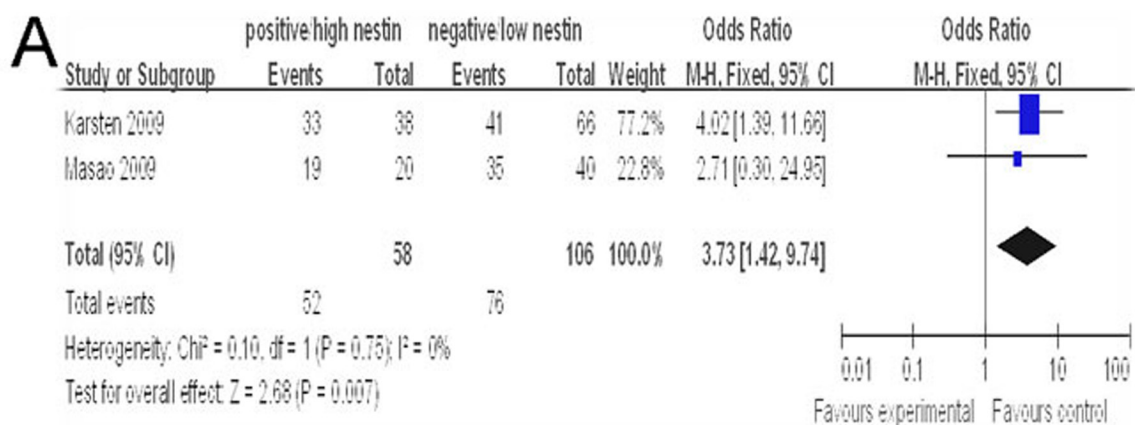 A
positive/high nestin negative/low nestin Odds Ratio Odds Ratio
Study or Subgroup Events Total Events Total Weight M-H, Fixed, 95% CI M-H, Fixed, 95% CI
Karsten 2009 33 38 41 66 77.2% 4.02 [1.39, 11.66]
Masao 2009 19 20 35 40 22.8% 2.71 [0.30, 24.95]
Total (95% CI) 58 106 100.0% 3.73 [1.42, 9.74]
Total events 52 76
Heterogeneity: Chi² = 0.10, df = 1 (P = 0.75); I² = 0%
Test for overall effect: Z = 2.68 (P = 0.007)
0.01 0.1 1 10 100
Favours experimental Favours control